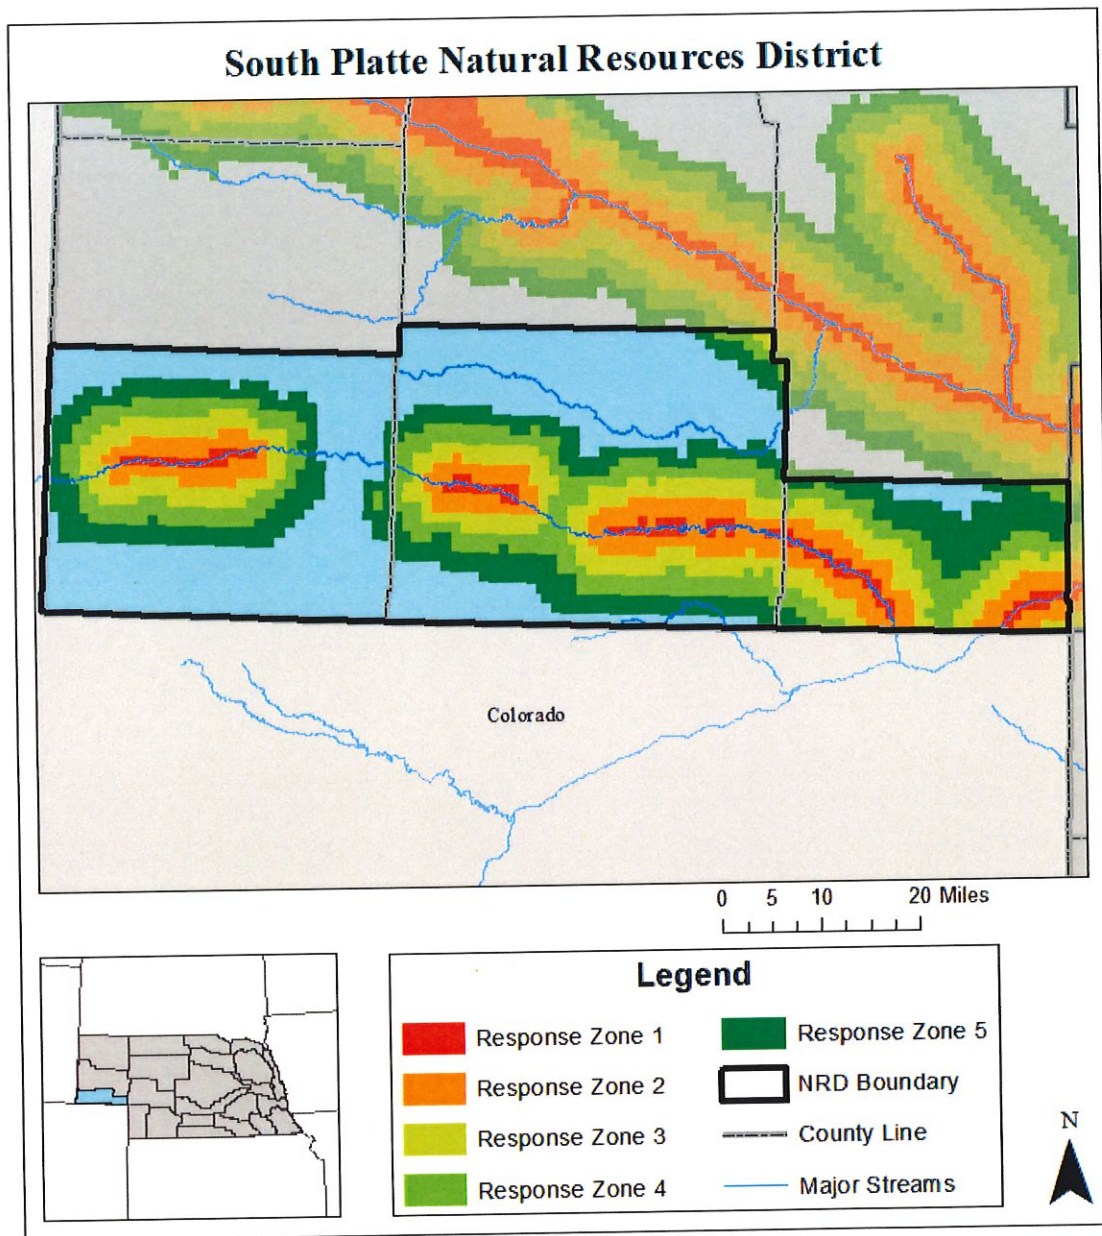 South Platte Natural Resources District
Colorado
0 5 10 20 Miles
Legend
Response Zone 1
Response Zone 2
Response Zone 3
Response Zone 4
Response Zone 5
NRD Boundary
County Line
Major Streams
N